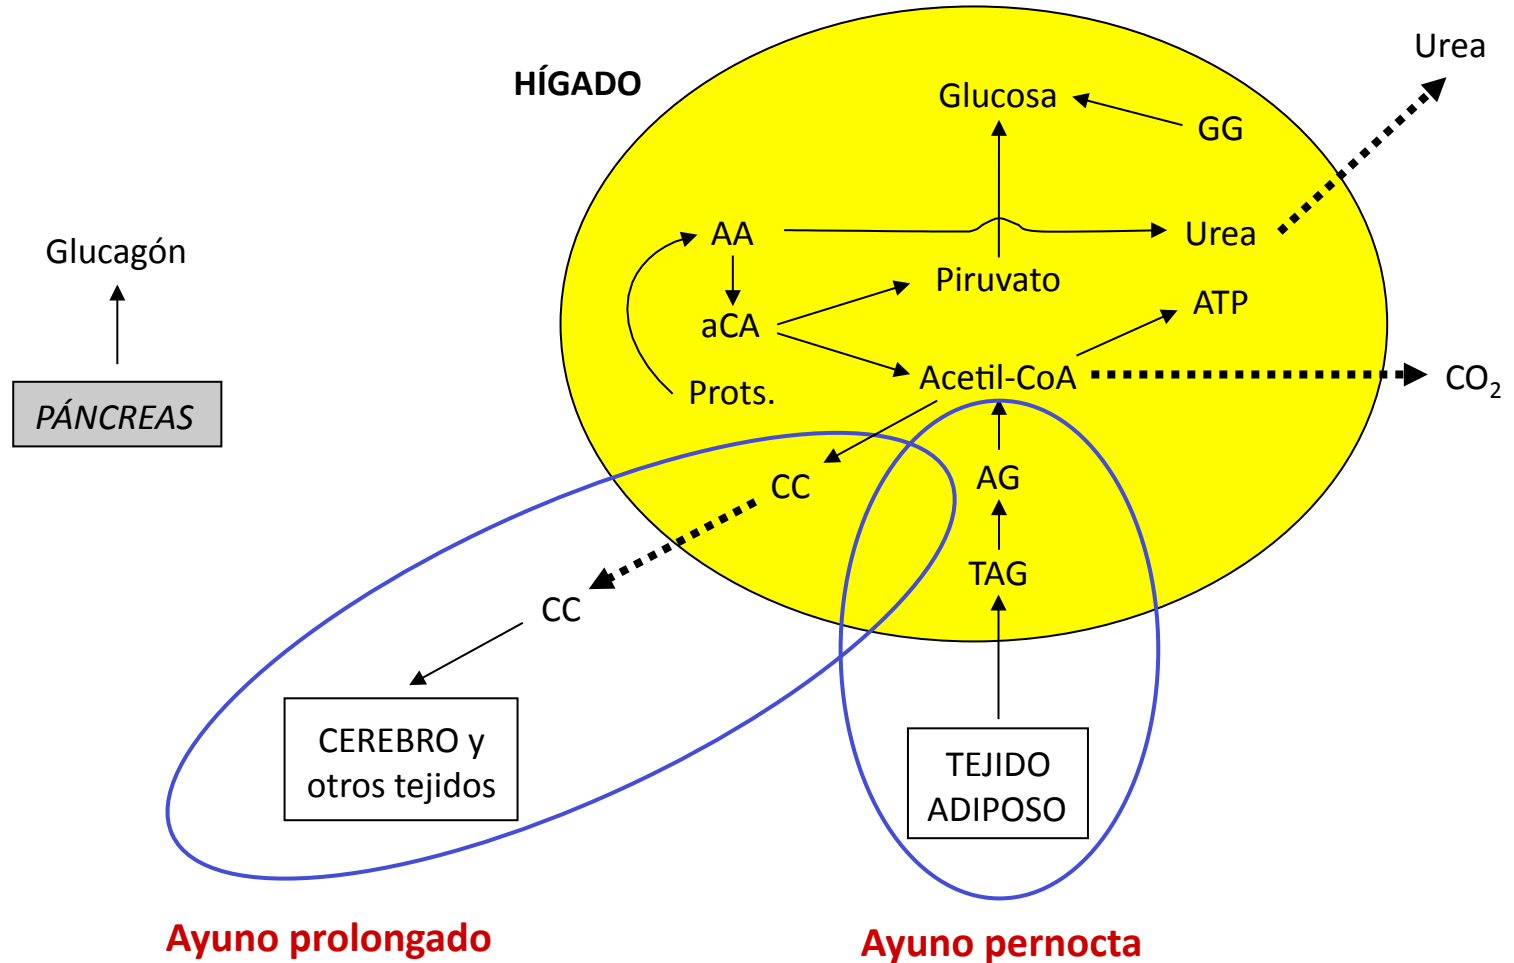 Urea
HÍGADO
Glucosa
GG
AA
Urea
Glucagón
Piruvato
ATP
aCA
Acetil-CoA
CO₂
Prots.
PÁNCREAS
AG
CC
TAG
CC
CEREBRO y
otros tejidos
TEJIDO
ADIPOSO
Ayuno prolongado
Ayuno pernocta